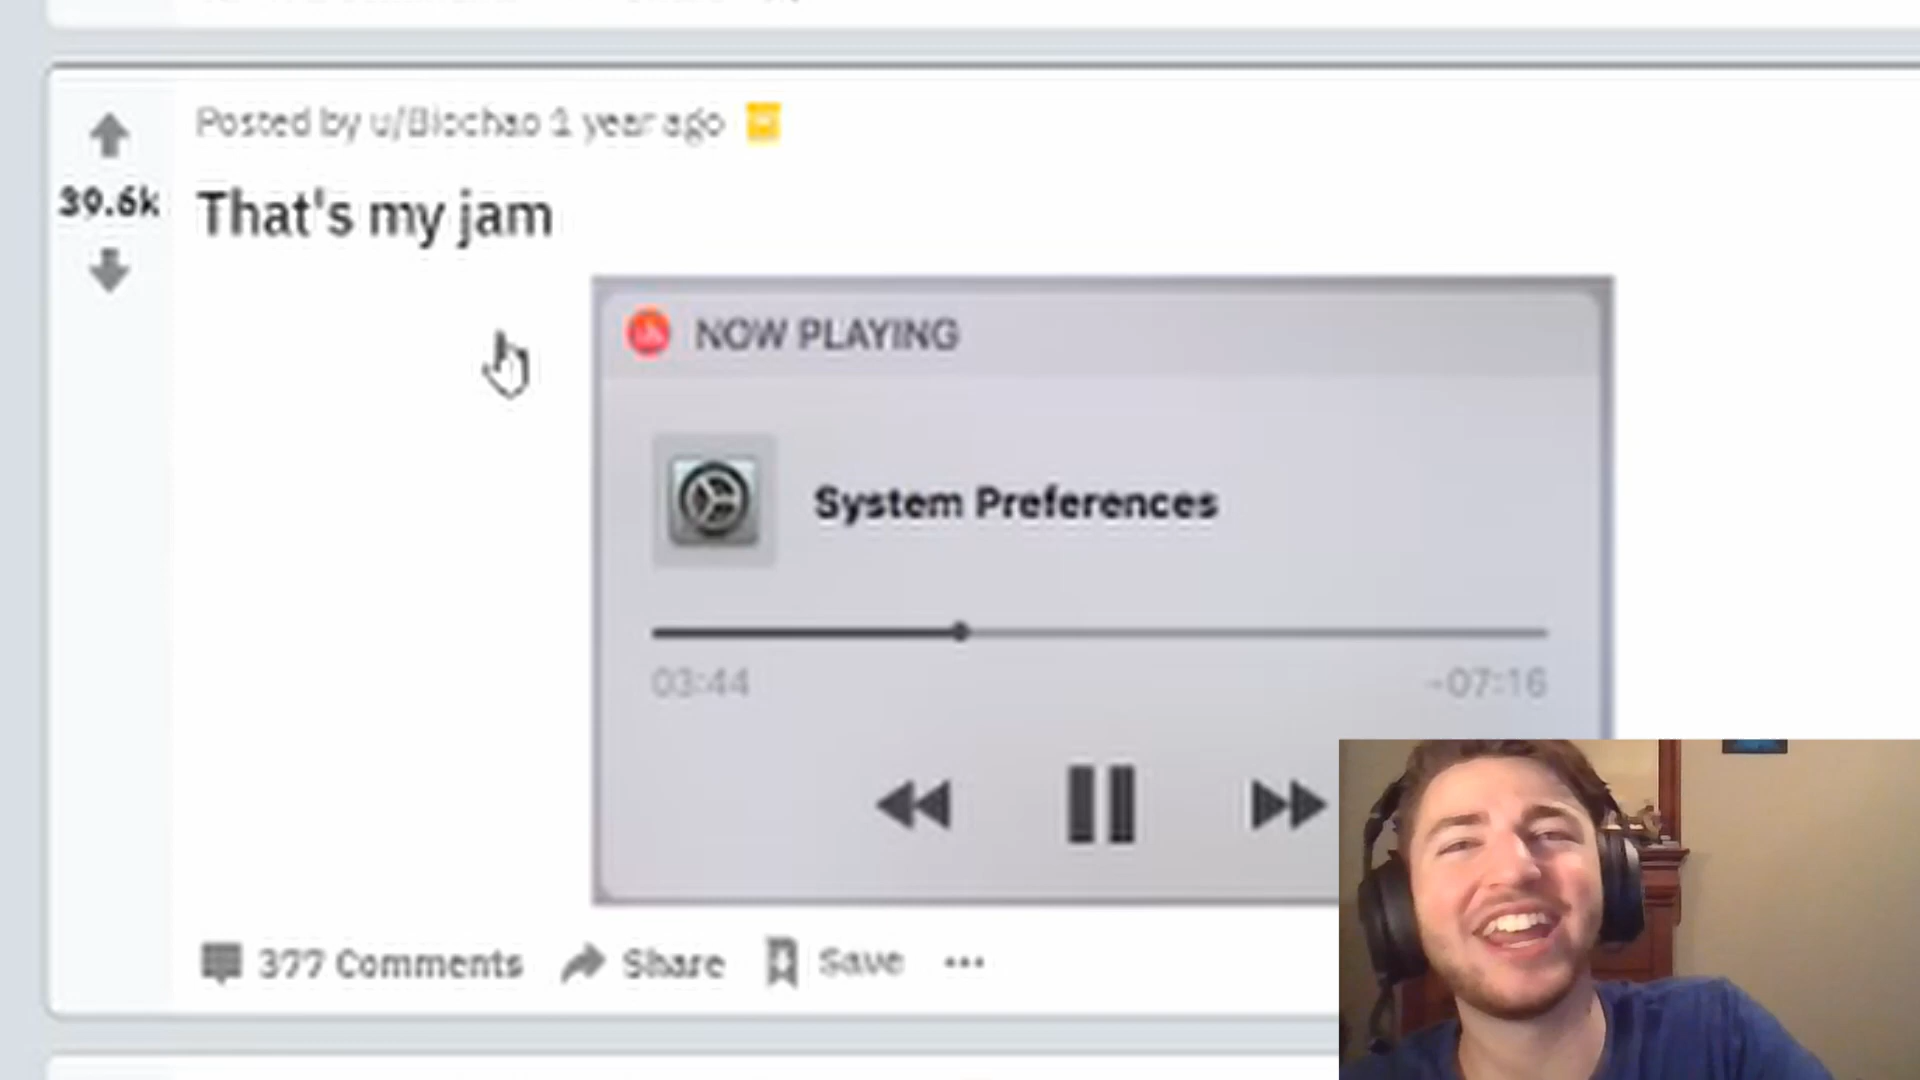 Posted by u/Biochao 1 year ago
39.6k
That's my jam
NOW PLAYING
System Preferences
03:44
-07:16
377 Comments
Share
Save